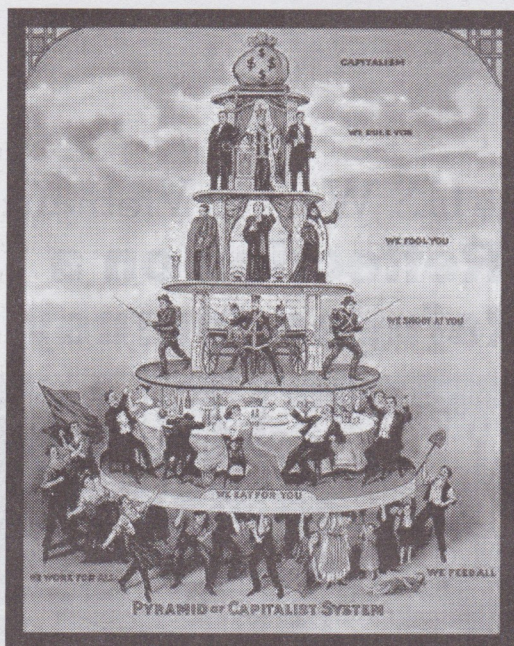 CAPITALISM
WE RULE YOU
WE FOOL YOU
WE SHOOT AT YOU
WE EAT FOR YOU
WE WORK FOR ALL
WE FEED ALL
PYRAMID OF CAPITALIST SYSTEM